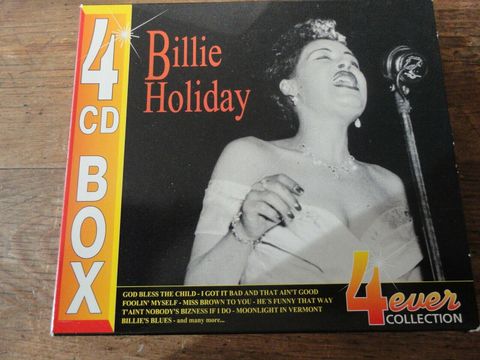 4
CD
BOX
Billie
Holiday
GOD BLESS THE CHILD - I GOT IT BAD AND THAT AIN'T GOOD
FOOLIN' MYSELF - MISS BROWN TO YOU - HE'S FUNNY THAT WAY
T'AINT NOBODY'S BIZNESS IF I DO - MOONLIGHT IN VERMONT
BILLIE'S BLUES - and many more...
4ever
COLLECTION